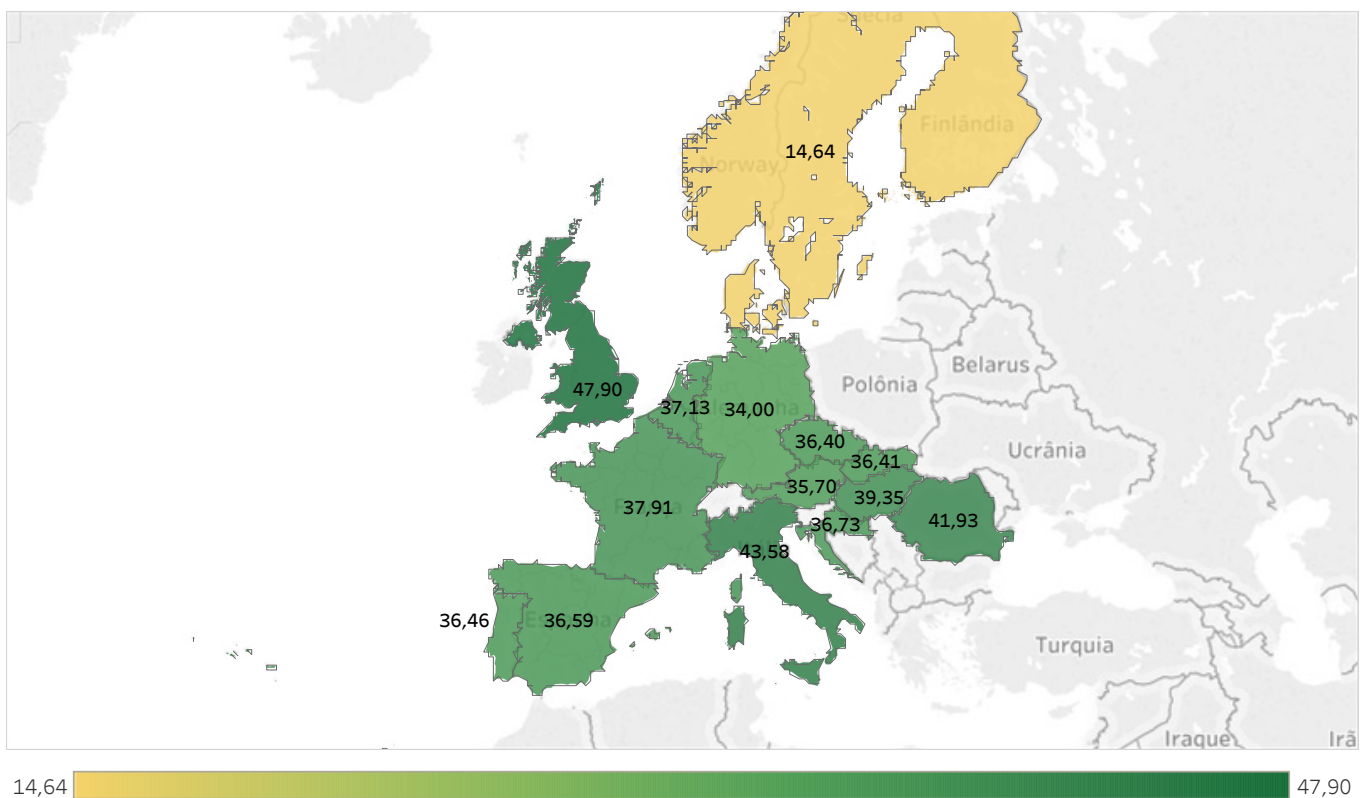 Suécia
Finlândia
14,64
Norway
Belarus
Polônia
47,90
37,13
34,00
36,40
Ucrânia
36,41
35,70
39,35
37,91
36,73
41,93
43,58
36,46
36,59
Turquia
Iraque
Irã
14,64
47,90